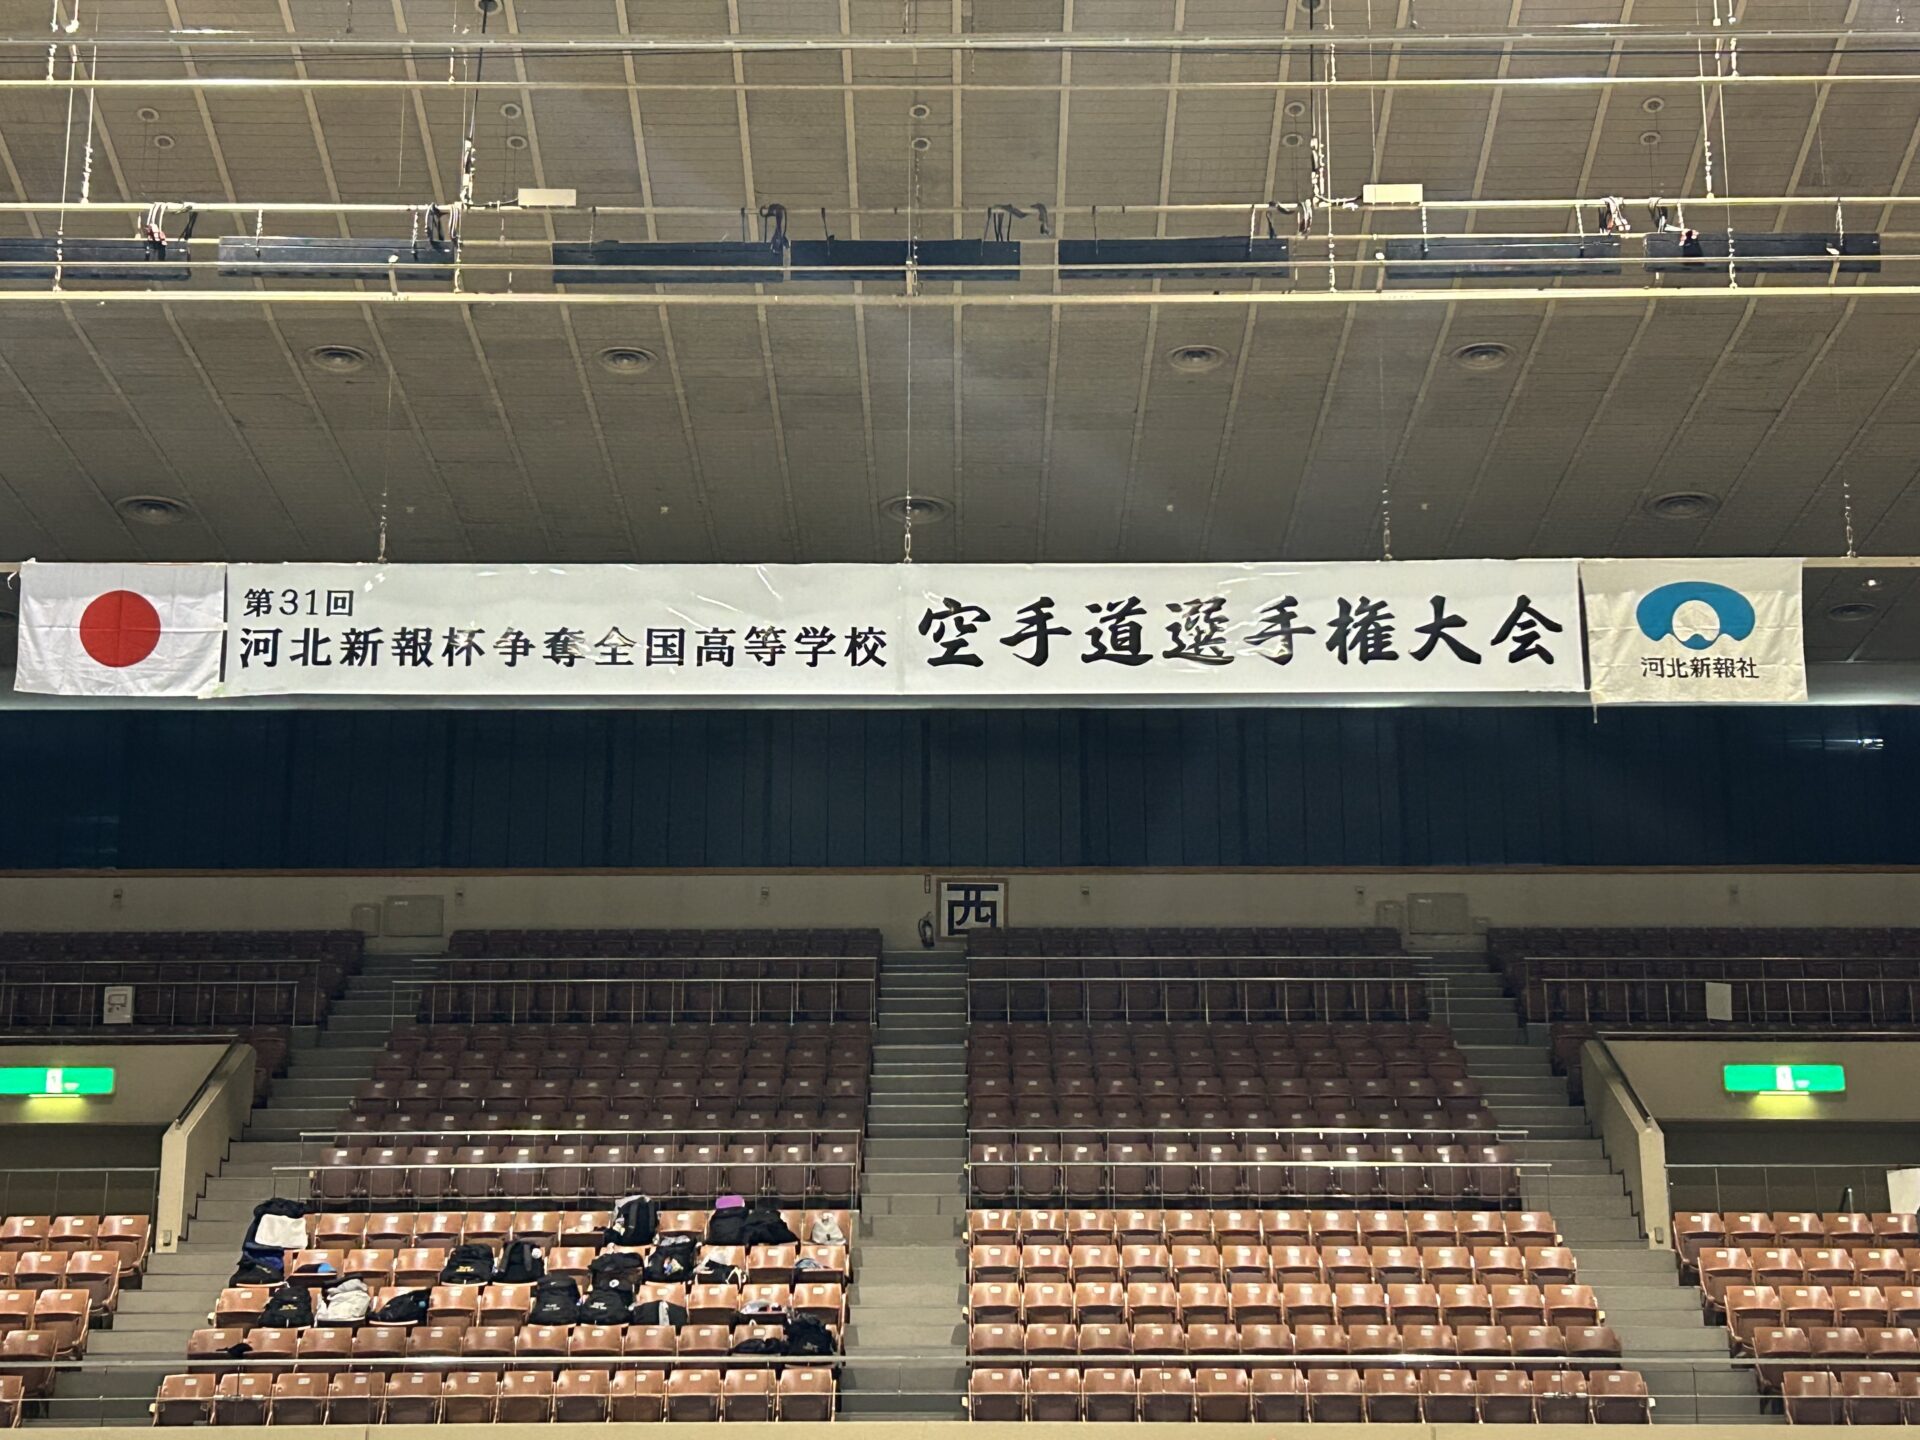 第31回
河北新報杯争奪全国高等学校
空手道選手権大会
河北新報社
西